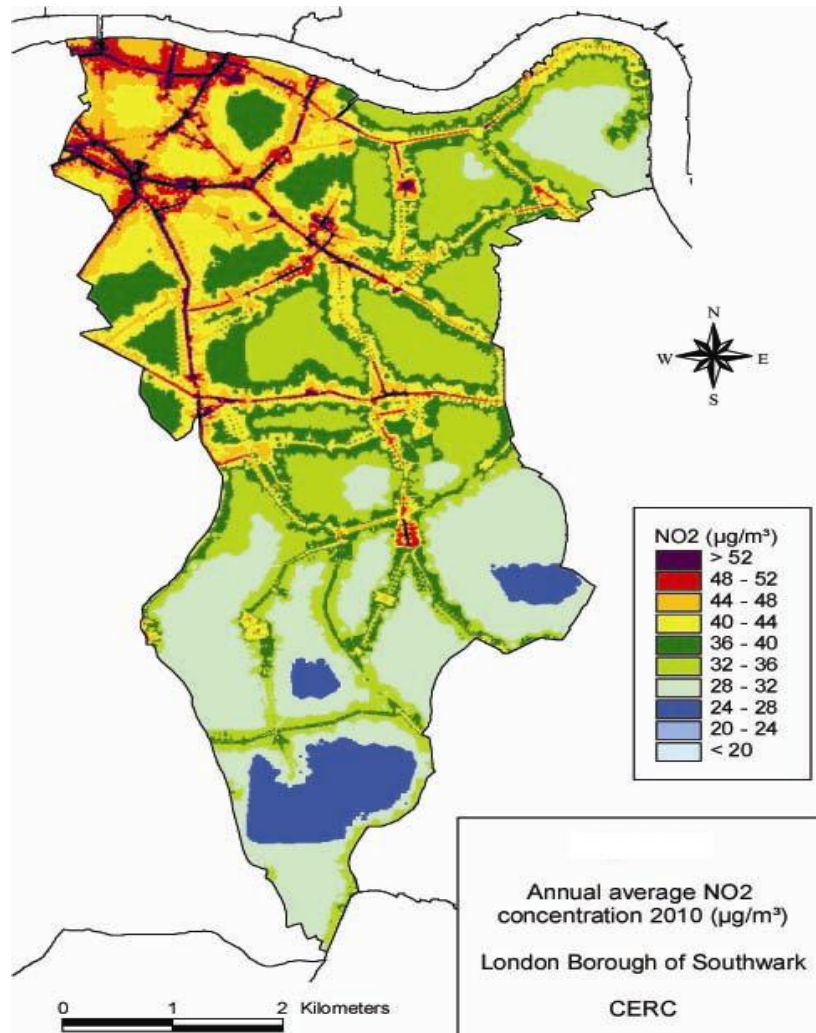 N
W E
S
NO2 (µg/m³)
> 52
48 - 52
44 - 48
40 - 44
36 - 40
32 - 36
28 - 32
24 - 28
20 - 24
< 20
Annual average NO2
concentration 2010 (µg/m³)
London Borough of Southwark
CERC
0 1 2 Kilometers